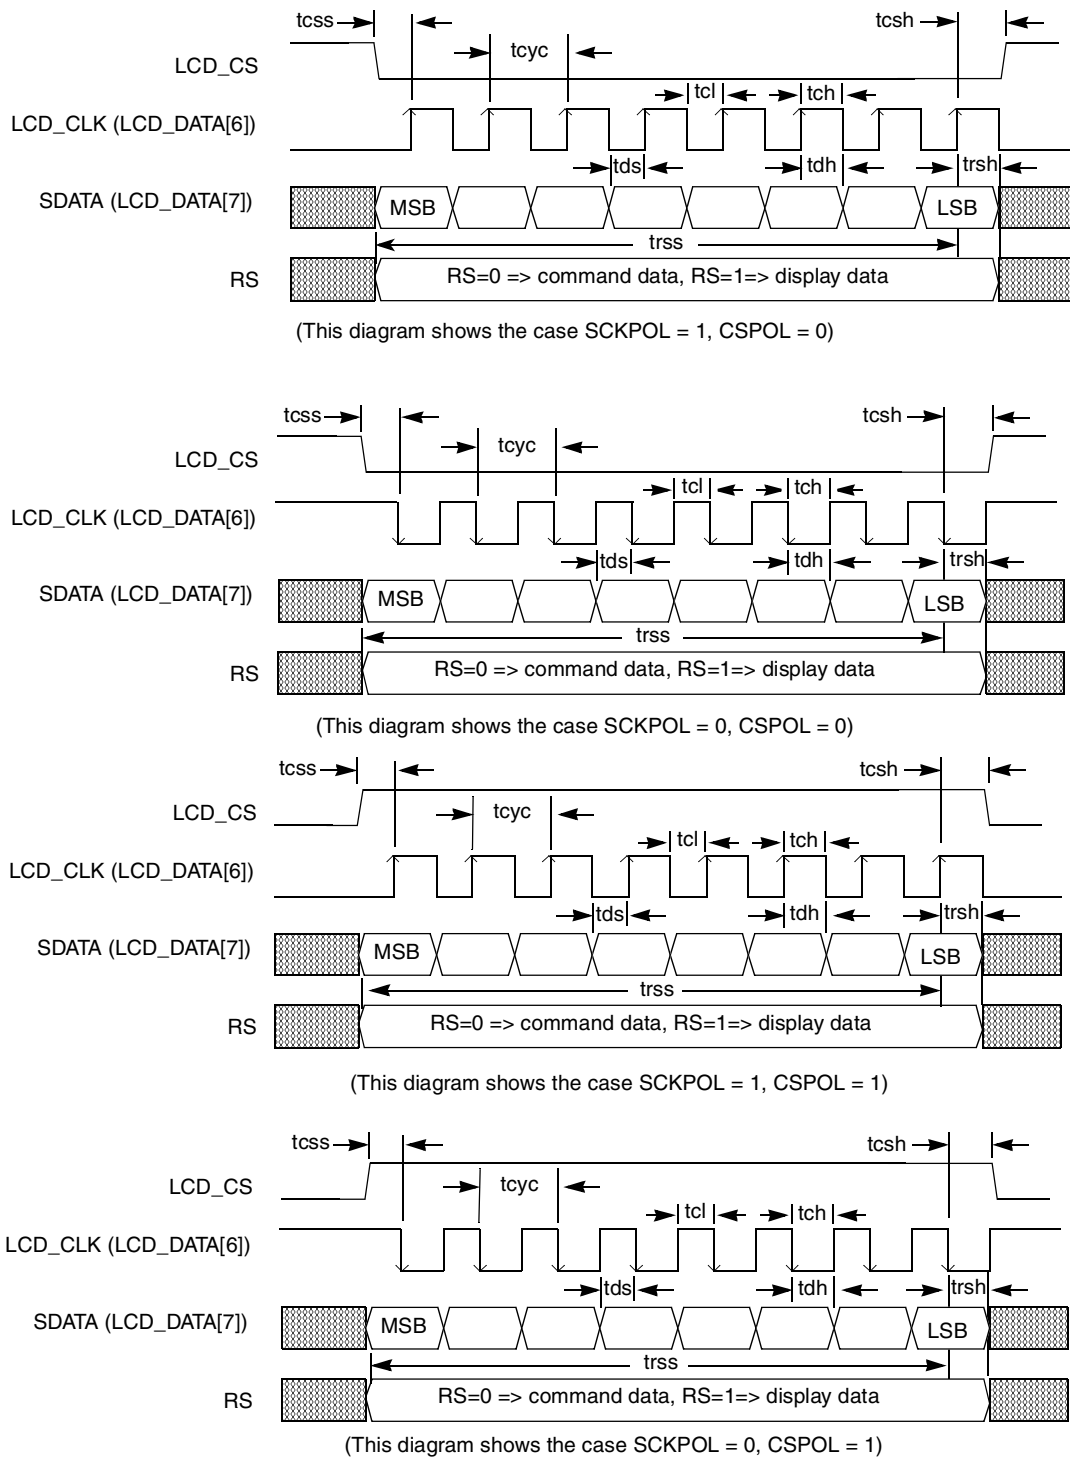 tcss
tcsh
LCD_CS
tcyc
tcl
tch
LCD_CLK (LCD_DATA[6])
tds
tdh
trsh
SDATA (LCD_DATA[7])
MSB
LSB
trss
RS
RS=0 => command data, RS=1=> display data
(This diagram shows the case SCKPOL = 1, CSPOL = 0)
tcss
tcsh
tcyc
LCD_CS
tcl
tch
LCD_CLK (LCD_DATA[6])
tds
tdh
trsh
SDATA (LCD_DATA[7])
MSB
LSB
trss
RS
RS=0 => command data, RS=1=> display data
(This diagram shows the case SCKPOL = 0, CSPOL = 0)
tcss
tcsh
LCD_CS
tcyc
tcl
tch
LCD_CLK (LCD_DATA[6])
tds
tdh
trsh
SDATA (LCD_DATA[7])
MSB
LSB
trss
RS
RS=0 => command data, RS=1=> display data
(This diagram shows the case SCKPOL = 1, CSPOL = 1)
tcss
tcsh
LCD_CS
tcyc
tcl
tch
LCD_CLK (LCD_DATA[6])
tds
tdh
trsh
SDATA (LCD_DATA[7])
MSB
LSB
trss
RS
RS=0 => command data, RS=1=> display data
(This diagram shows the case SCKPOL = 0, CSPOL = 1)